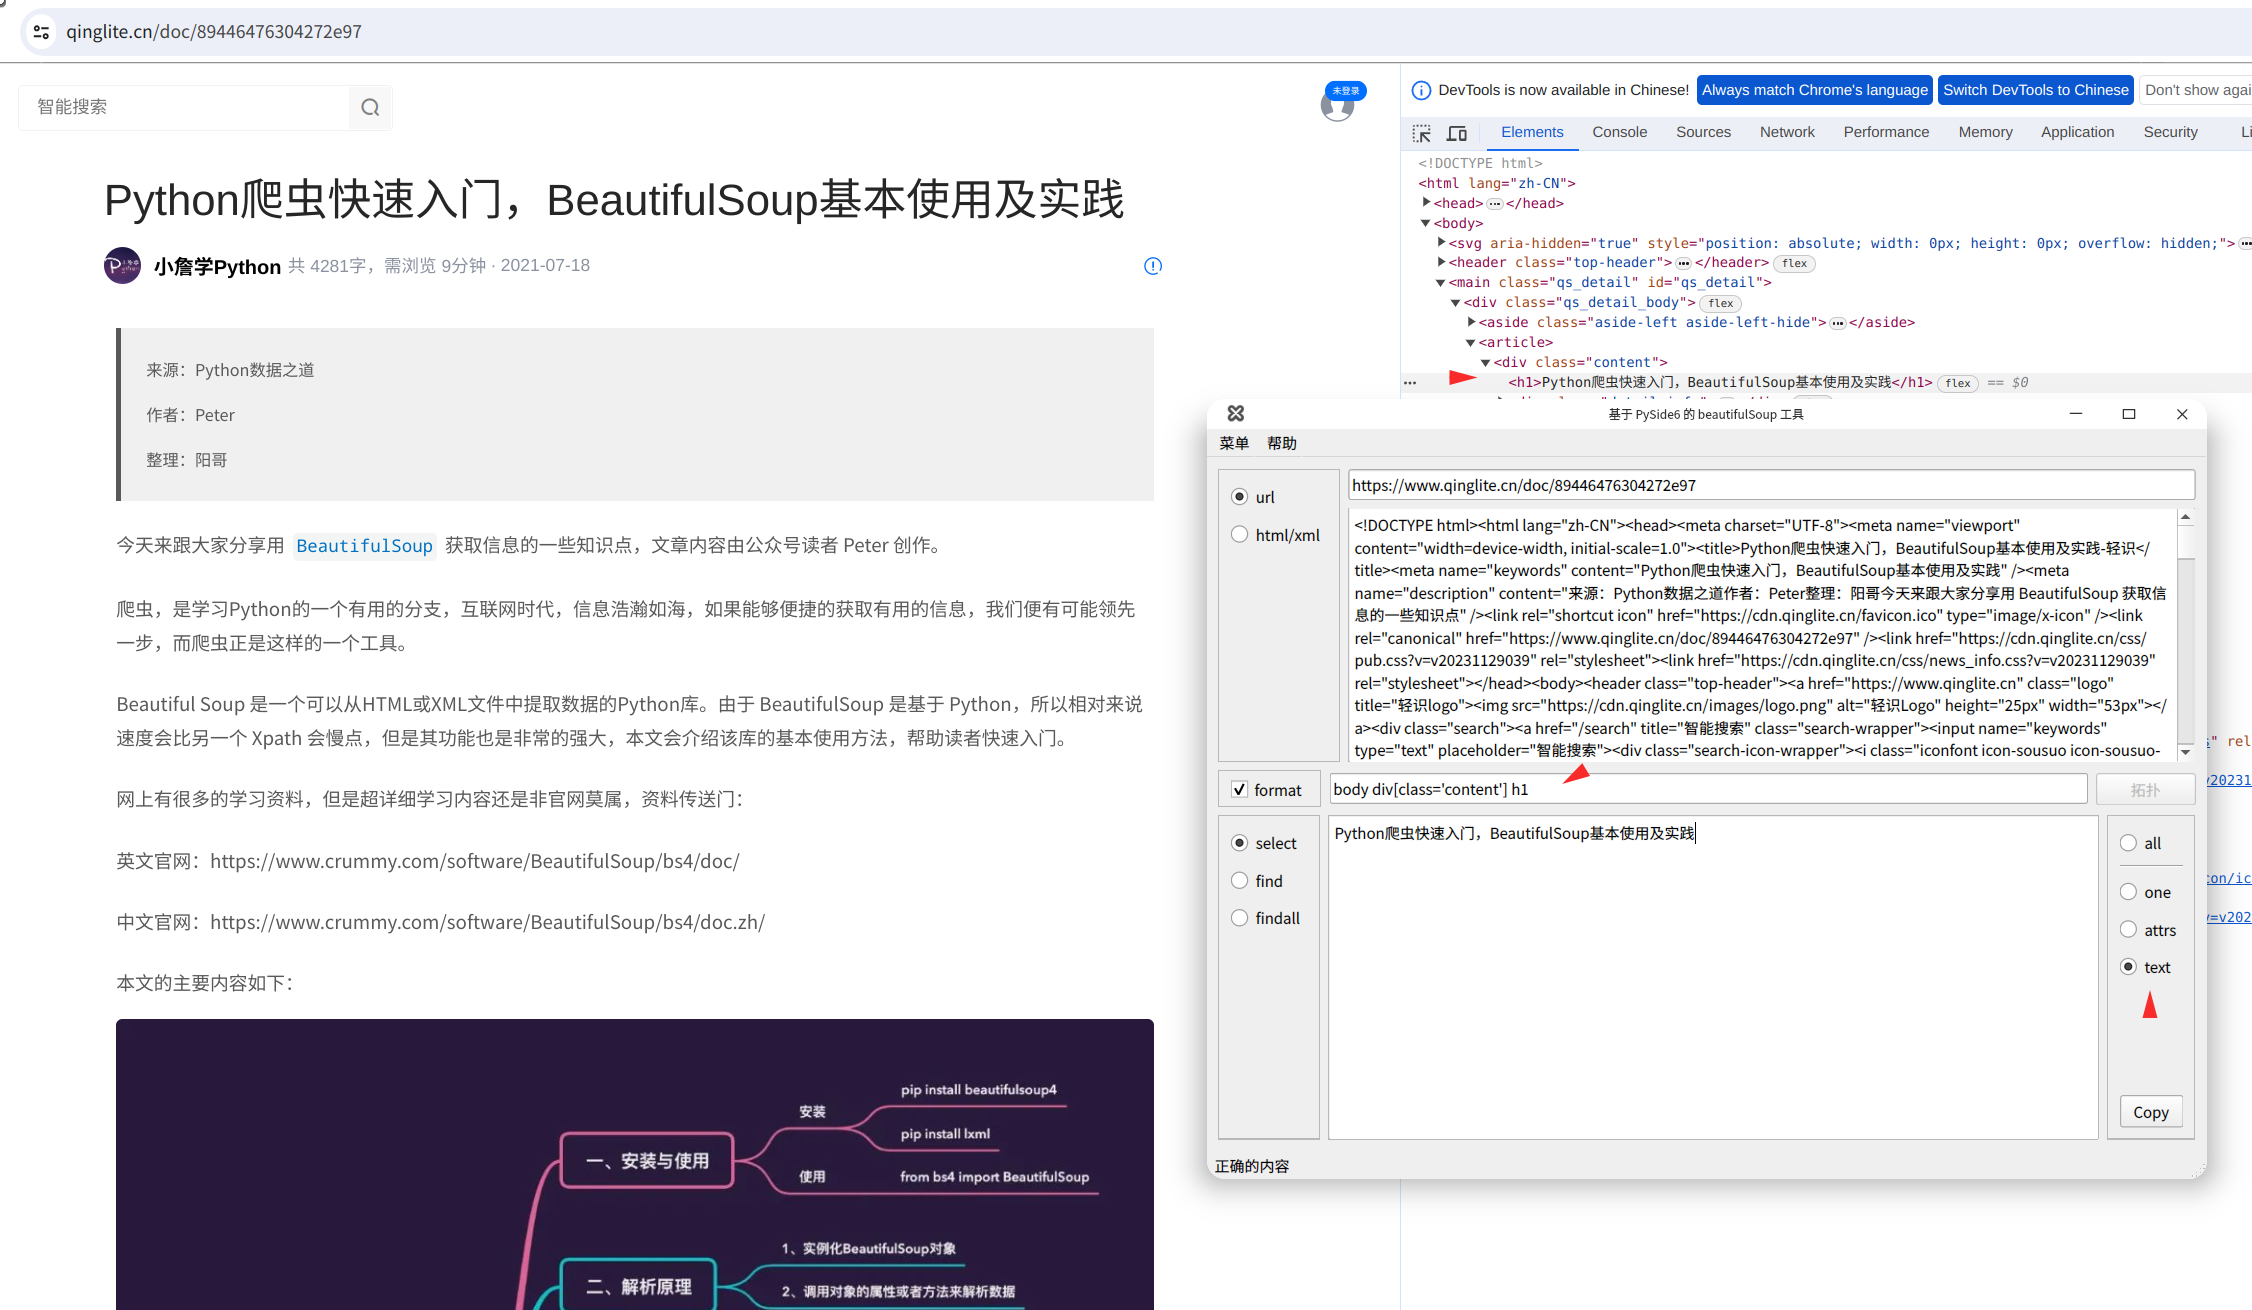 qinglite.cn/doc/89446476304272e97
智能搜索
未登录
Python爬虫快速入门，BeautifulSoup基本使用及实践
小詹学Python 共 4281字，需浏览 9分钟 · 2021-07-18
来源：Python数据之道
作者：Peter
整理：阳哥
今天来跟大家分享用 BeautifulSoup 获取信息的一些知识点，文章内容由公众号读者 Peter 创作。
爬虫，是学习Python的一个有用的分支，互联网时代，信息浩瀚如海，如果能够便捷的获取有用的信息，我们便有可能领先
一步，而爬虫正是这样的一个工具。
Beautiful Soup 是一个可以从HTML或XML文件中提取数据的Python库。由于 BeautifulSoup 是基于 Python，所以相对来说
速度会比另一个 Xpath 会慢点，但是其功能也是非常的强大，本文会介绍该库的基本使用方法，帮助读者快速入门。
网上有很多的学习资料，但是超详细学习内容还是非官网莫属，资料传送门：
英文官网：https://www.crummy.com/software/BeautifulSoup/bs4/doc/
中文官网：https://www.crummy.com/software/BeautifulSoup/bs4/doc.zh/
本文的主要内容如下：
一、安装与使用
安装
pip install beautifulsoup4
pip install lxml
使用
from bs4 import BeautifulSoup
二、解析原理
1、实例化BeautifulSoup对象
2、调用对象的属性或者方法来解析数据
DevTools is now available in Chinese! Always match Chrome's language Switch DevTools to Chinese Don't show agai
Elements Console Sources Network Performance Memory Application Security Li
<!DOCTYPE html>
<html lang="zh-CN">
<head> ··· </head>
<body>
<svg aria-hidden="true" style="position: absolute; width: 0px; height: 0px; overflow: hidden;"> ···
<header class="top-header"> ··· </header> flex
<main class="qs_detail" id="qs_detail">
<div class="qs_detail_body"> flex
<aside class="aside-left aside-left-hide"> ··· </aside>
<article>
<div class="content">
··· <h1>Python爬虫快速入门，BeautifulSoup基本使用及实践</h1> flex == $0
基于 PySide6 的 beautifulSoup 工具
菜单 帮助
url
html/xml
https://www.qinglite.cn/doc/89446476304272e97
<!DOCTYPE html><html lang="zh-CN"><head><meta charset="UTF-8"><meta name="viewport"
content="width=device-width, initial-scale=1.0"><title>Python爬虫快速入门，BeautifulSoup基本使用及实践-轻识</
title><meta name="keywords" content="Python爬虫快速入门，BeautifulSoup基本使用及实践" /><meta
name="description" content="来源：Python数据之道作者：Peter整理：阳哥今天来跟大家分享用 BeautifulSoup 获取信
息的一些知识点" /><link rel="shortcut icon" href="https://cdn.qinglite.cn/favicon.ico" type="image/x-icon" /><link
rel="canonical" href="https://www.qinglite.cn/doc/89446476304272e97" /><link href="https://cdn.qinglite.cn/css/
pub.css?v=v20231129039" rel="stylesheet"><link href="https://cdn.qinglite.cn/css/news_info.css?v=v20231129039"
rel="stylesheet"></head><body><header class="top-header"><a href="https://www.qinglite.cn" class="logo"
title="轻识logo"><img src="https://cdn.qinglite.cn/images/logo.png" alt="轻识Logo" height="25px" width="53px"></
a><div class="search"><a href="/search" title="智能搜索" class="search-wrapper"><input name="keywords"
type="text" placeholder="智能搜索"><div class="search-icon-wrapper"><i class="iconfont icon-sousuo icon-sousuo-
format
body div[class='content'] h1
拓扑
select
find
findall
Python爬虫快速入门，BeautifulSoup基本使用及实践
all
one
attrs
text
Copy
正确的内容
" rel
v20231
con/ic
v=v202